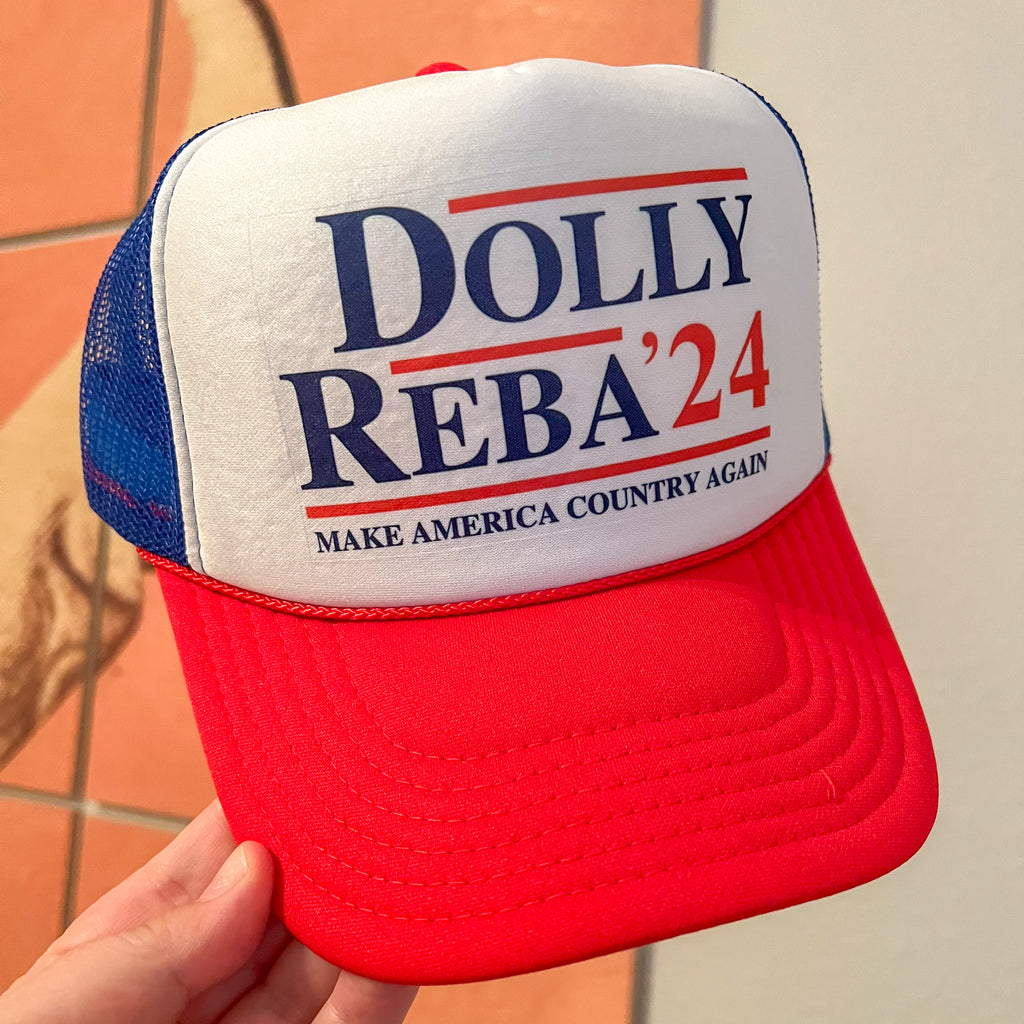 DOLLY
REBA '24
MAKE AMERICA COUNTRY AGAIN